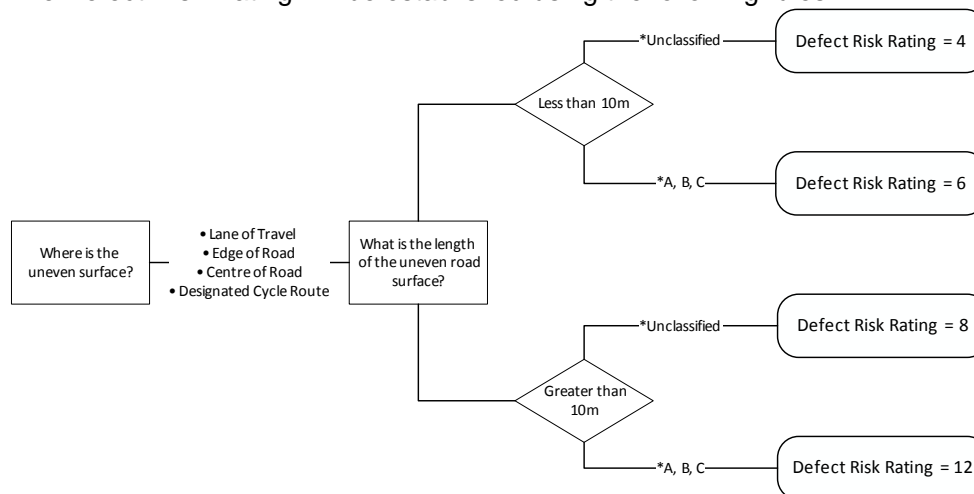 *Unclassified
Defect Risk Rating = 4
Less than 10m
*A, B, C
Defect Risk Rating = 6
Where is the
uneven surface?
• Lane of Travel
• Edge of Road
• Centre of Road
• Designated Cycle Route
What is the length
of the uneven road
surface?
*Unclassified
Defect Risk Rating = 8
Greater than
10m
*A, B, C
Defect Risk Rating = 12